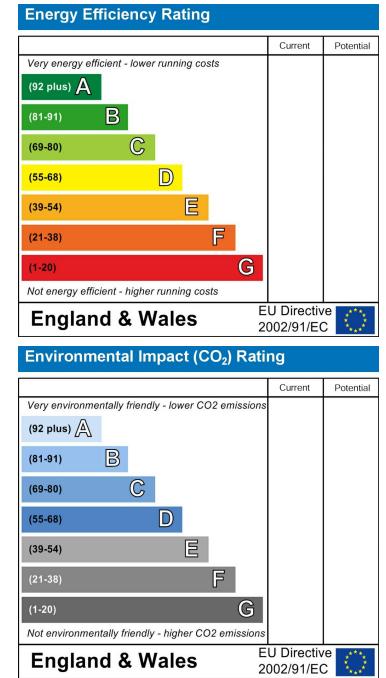 Energy Efficiency Rating
Current Potential
Very energy efficient - lower running costs
(92 plus) A
(81-91) B
(69-80) C
(55-68) D
(39-54) E
(21-38) F
(1-20) G
Not energy efficient - higher running costs
England & Wales
EU Directive
2002/91/EC
Environmental Impact (CO₂) Rating
Current Potential
Very environmentally friendly - lower CO2 emissions
(92 plus) A
(81-91) B
(69-80) C
(55-68) D
(39-54) E
(21-38) F
(1-20) G
Not environmentally friendly - higher CO2 emissions
England & Wales
EU Directive
2002/91/EC